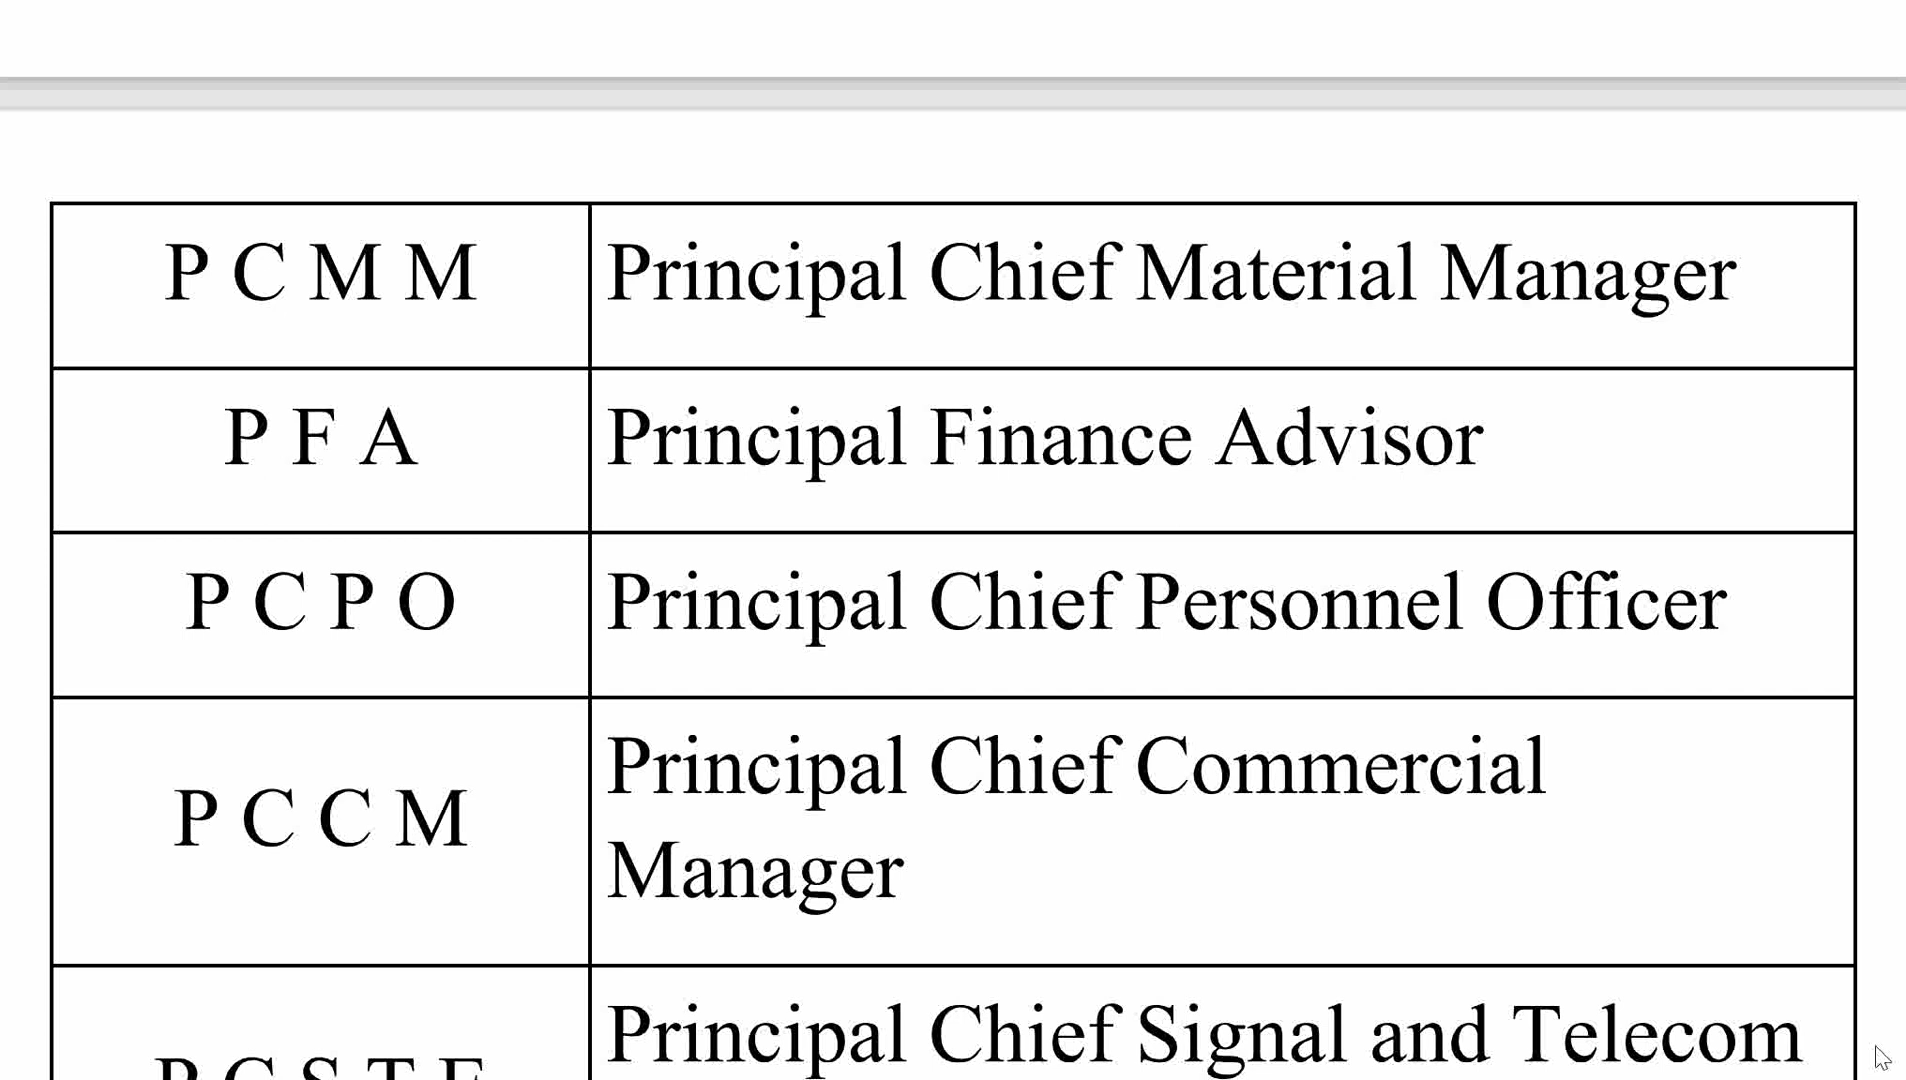 P C M M
Principal Chief Material Manager
P F A
Principal Finance Advisor
P C P O
Principal Chief Personnel Officer
P C C M
Principal Chief Commercial
Manager
Principal Chief Signal and Telecom